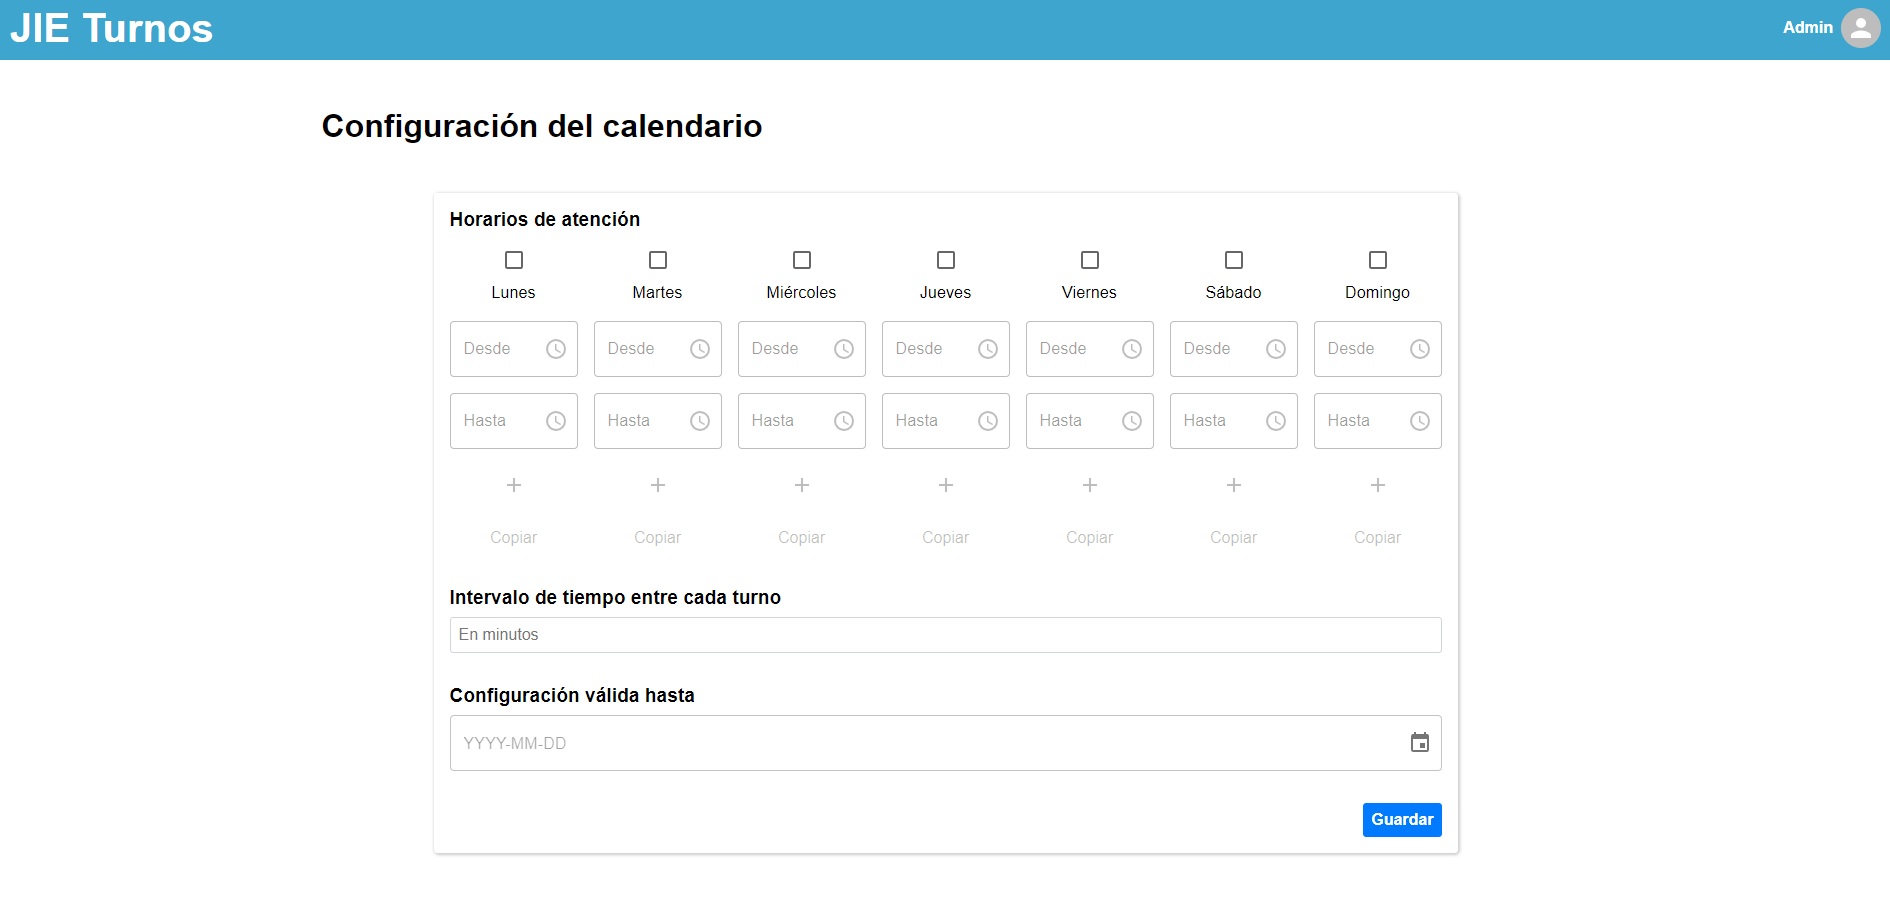 JIE Turnos
Admin
Configuración del calendario
Horarios de atención
Lunes Martes Miércoles Jueves Viernes Sábado Domingo
Desde Desde Desde Desde Desde Desde Desde
Hasta Hasta Hasta Hasta Hasta Hasta Hasta
+ + + + + + +
Copiar Copiar Copiar Copiar Copiar Copiar Copiar
Intervalo de tiempo entre cada turno
En minutos
Configuración válida hasta
YYYY-MM-DD
Guardar